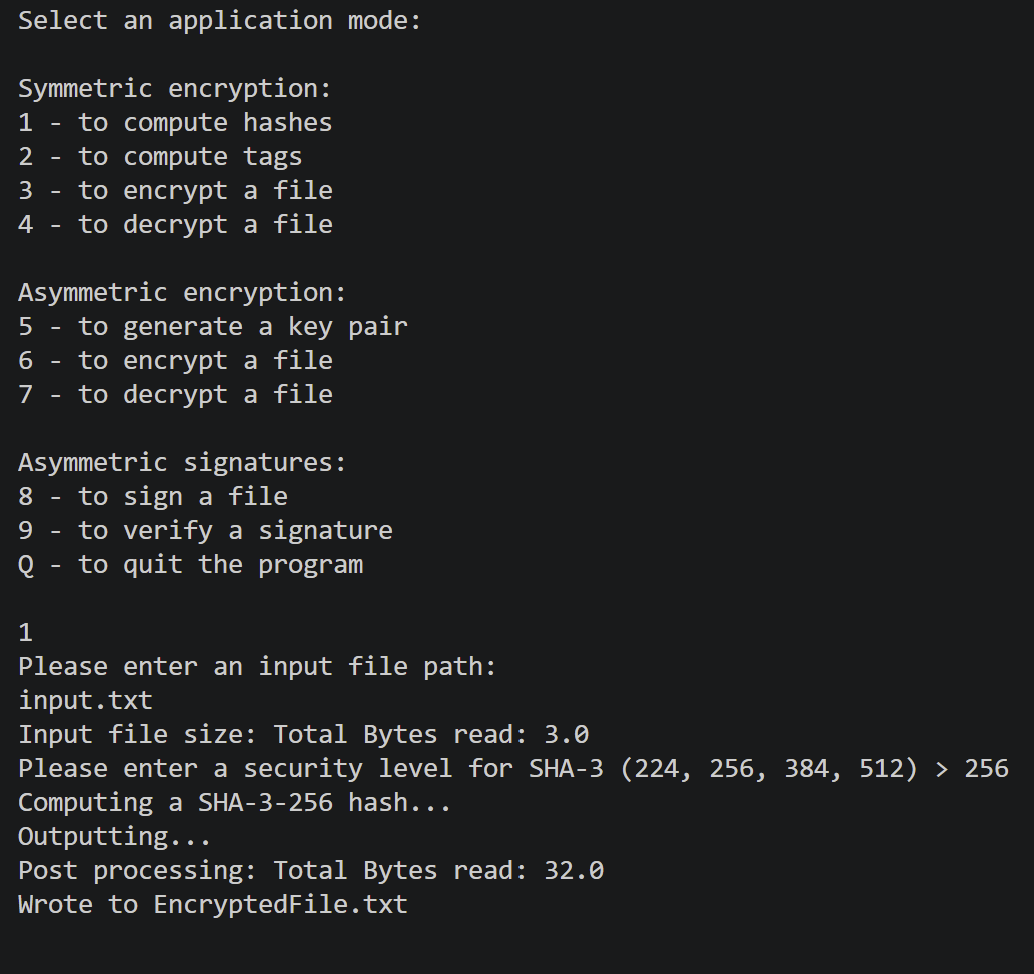 Select an application mode:
Symmetric encryption:
1 - to compute hashes
2 - to compute tags
3 - to encrypt a file
4 - to decrypt a file
Asymmetric encryption:
5 - to generate a key pair
6 - to encrypt a file
7 - to decrypt a file
Asymmetric signatures:
8 - to sign a file
9 - to verify a signature
Q - to quit the program
1
Please enter an input file path:
input.txt
Input file size: Total Bytes read: 3.0
Please enter a security level for SHA-3 (224, 256, 384, 512) > 256
Computing a SHA-3-256 hash...
Outputting...
Post processing: Total Bytes read: 32.0
Wrote to EncryptedFile.txt